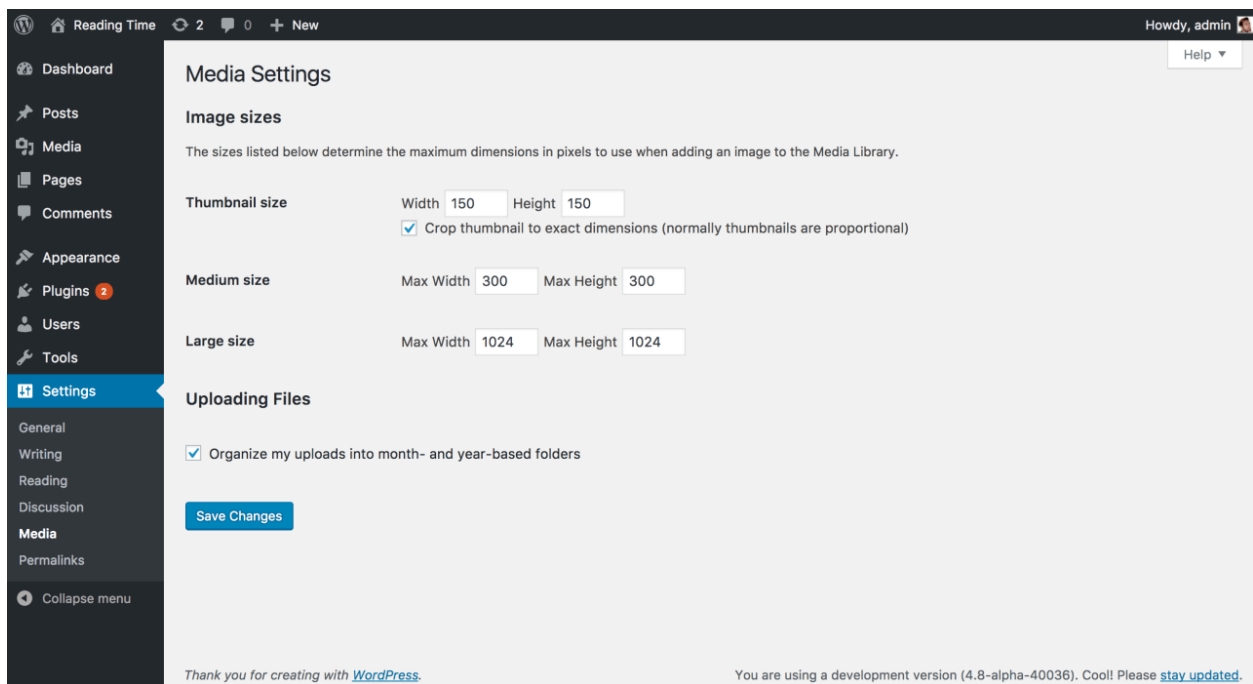 Reading Time 2 0 New Howdy, admin
Help
Dashboard
Posts
Media
Pages
Comments
Appearance
Plugins 2
Users
Tools
Settings
General
Writing
Reading
Discussion
Media
Permalinks
Collapse menu
Media Settings
Image sizes
The sizes listed below determine the maximum dimensions in pixels to use when adding an image to the Media Library.
Thumbnail size Width 150 Height 150
Crop thumbnail to exact dimensions (normally thumbnails are proportional)
Medium size Max Width 300 Max Height 300
Large size Max Width 1024 Max Height 1024
Uploading Files
Organize my uploads into month- and year-based folders
Save Changes
Thank you for creating with WordPress. You are using a development version (4.8-alpha-40036). Cool! Please stay updated.